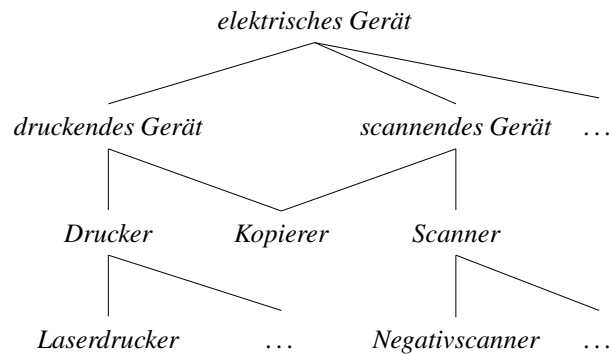 elektrisches Gerät
druckendes Gerät scannendes Gerät ...
Drucker Kopierer Scanner
Laserdrucker ... Negativscanner ...